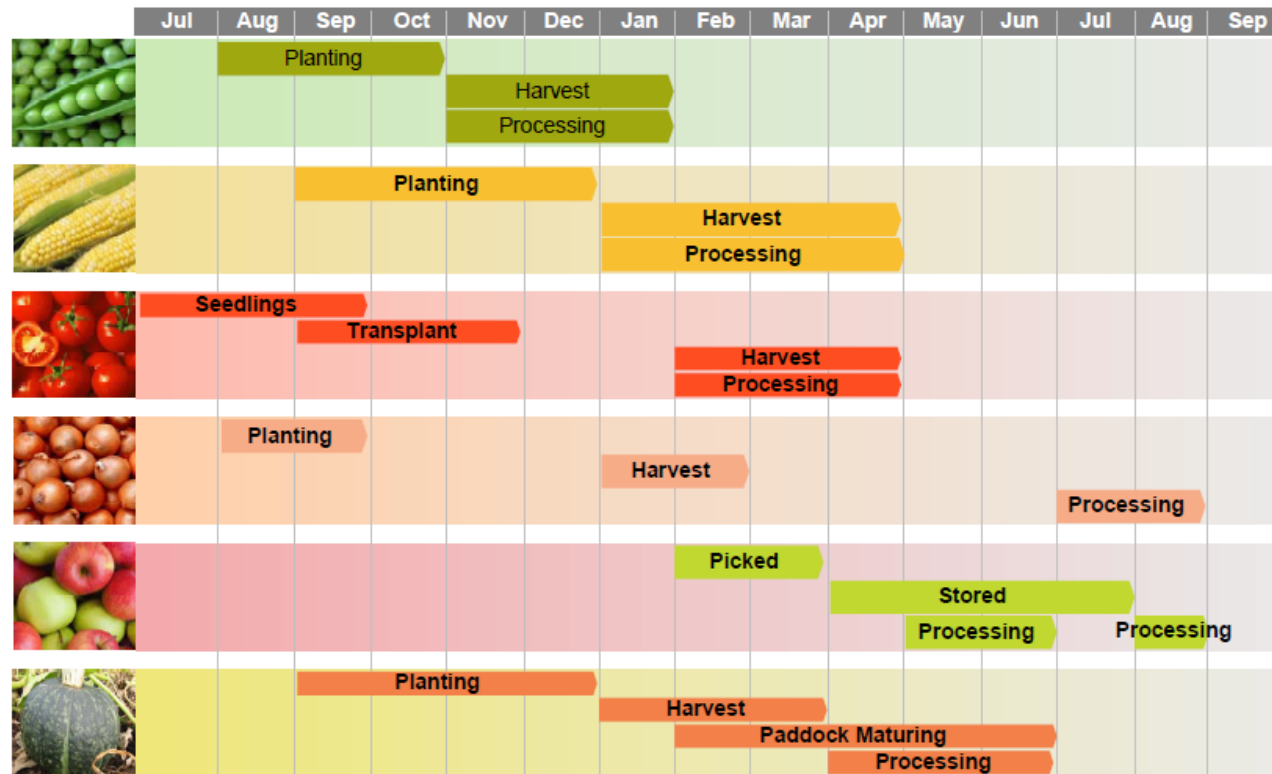 Jul Aug Sep Oct Nov Dec Jan Feb Mar Apr May Jun Jul Aug Sep
Planting
Harvest
Processing
Planting
Harvest
Processing
Seedlings
Transplant
Harvest
Processing
Planting
Harvest
Processing
Picked
Stored
Processing Processing
Planting
Harvest
Paddock Maturing
Processing